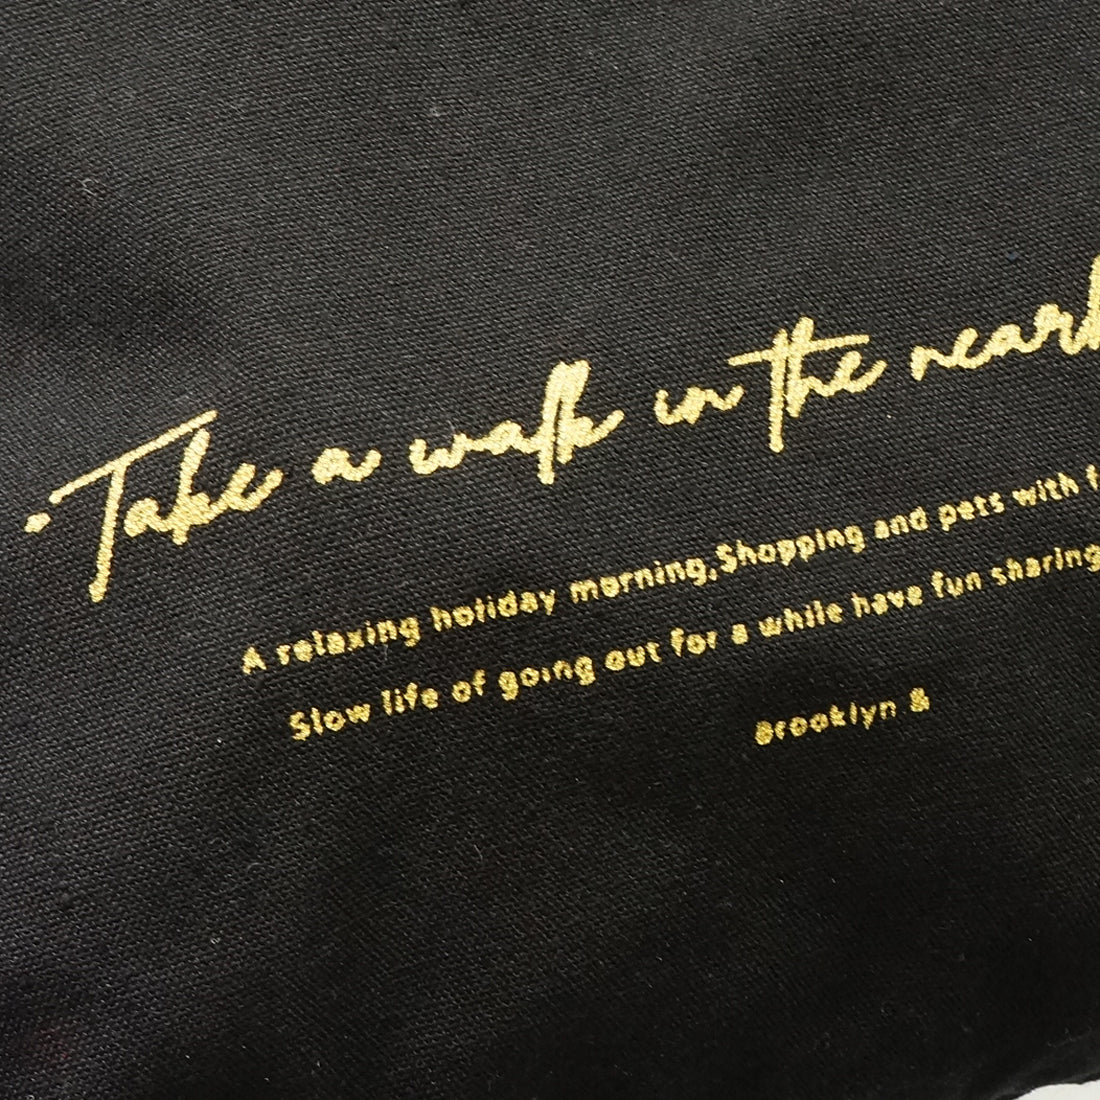 Take a walk in the
A relaxing holiday morning,Shopping and pets with
Slow life of going out for a while have fun sharing
Brooklyn &